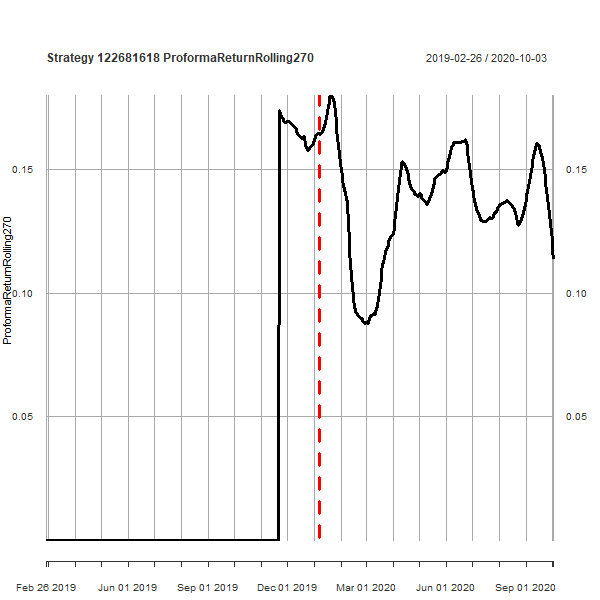 Strategy 122681618 ProformaReturnRolling270
2019-02-26 / 2020-10-03
ProformaReturnRolling270
0.15
0.15
0.10
0.10
0.05
0.05
Feb 26 2019
Jun 01 2019
Sep 01 2019
Dec 01 2019
Mar 01 2020
Jun 01 2020
Sep 01 2020